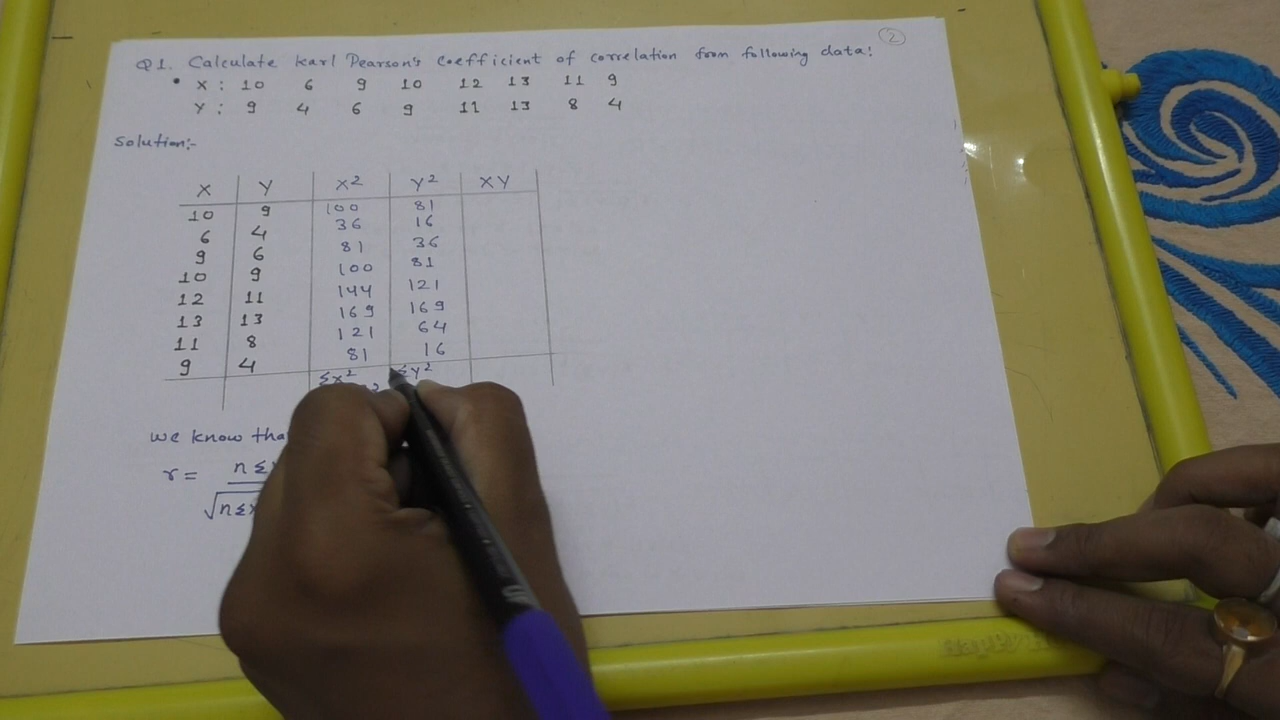 2
Q1. Calculate Karl Pearson's Coefficient of correlation from following data:
X : 10 6 9 10 12 13 11 9
Y : 9 4 6 9 11 13 8 4
Solution:-
X Y X² Y² XY
10 9 100 81
6 4 36 16
9 6 81 36
10 9 100 81
12 11 144 121
13 13 169 169
11 8 121 64
9 4 81 16
Σx² Σy²
we know
r = n Σ
√nΣx
Happy